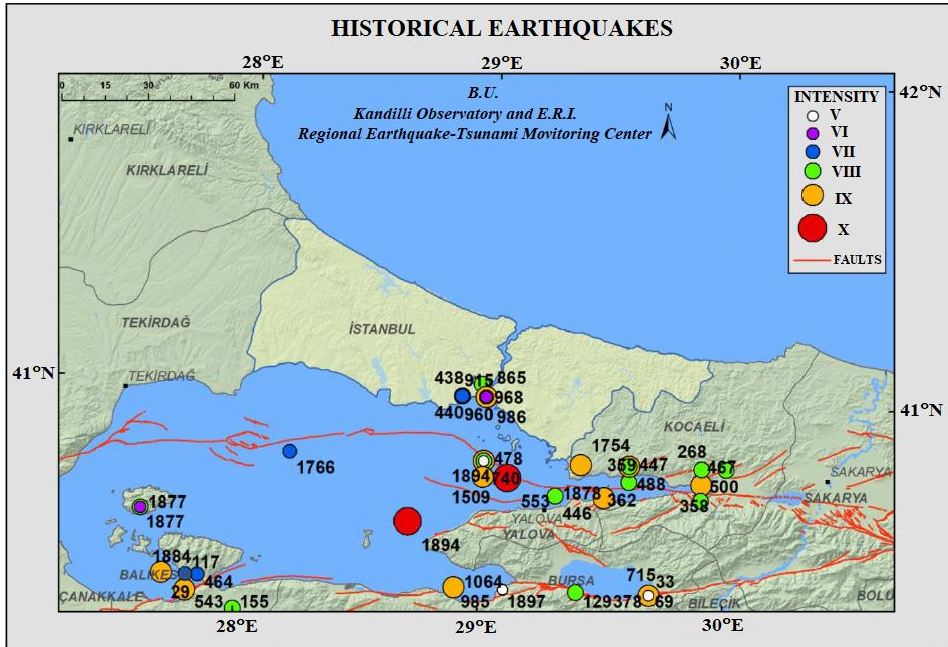 HISTORICAL EARTHQUAKES
28°E 29°E 30°E
0 15 30 60 Km
B.U.
Kandilli Observatory and E.R.I.
Regional Earthquake-Tsunami Movitoring Center
N
42°N
INTENSITY
V
VI
VII
VIII
IX
X
FAULTS
KIRKLARELİ
KIRKLARELİ
TEKİRDAĞ
İSTANBUL
41°N
TEKİRDAĞ
438 915 865
968
440 960 986
41°N
KOCAELİ
1754
268
478
359 447
467
1766
1894 740
488
500
SAKARYA
SAKARYA
1509
553 1878
362
358
446
1877
1877
YALOVA
YALOVA
1894
1884 117
BALIKES
464
29
1064
BURSA
715 33
ÇANAKKALE
543 155
985
1897
129 378 69
BİLECİK
BOLU
28°E 29°E 30°E